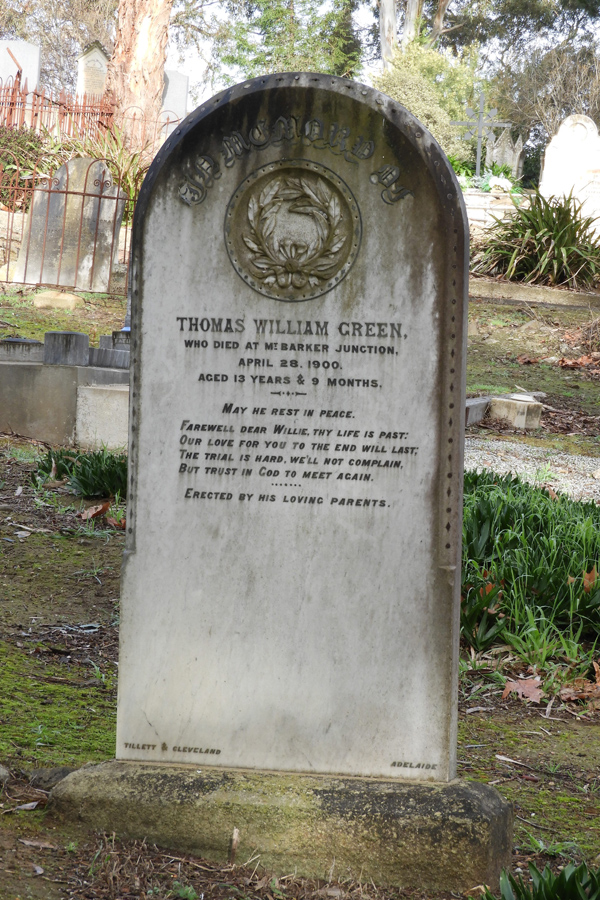 IN MEMORIAM
THOMAS WILLIAM GREEN,
WHO DIED AT MT BARKER JUNCTION,
APRIL 28, 1900.
AGED 13 YEARS & 9 MONTHS.
MAY HE REST IN PEACE.
FAREWELL DEAR WILLIE, THY LIFE IS PAST;
OUR LOVE FOR YOU TO THE END WILL LAST;
THE TRIAL IS HARD, WE'LL NOT COMPLAIN,
BUT TRUST IN GOD TO MEET AGAIN.
ERECTED BY HIS LOVING PARENTS.
TILLETT & CLEVELAND
ADELAIDE